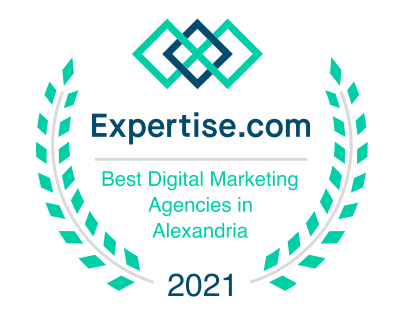 Expertise.com
Best Digital Marketing
Agencies in
Alexandria
2021